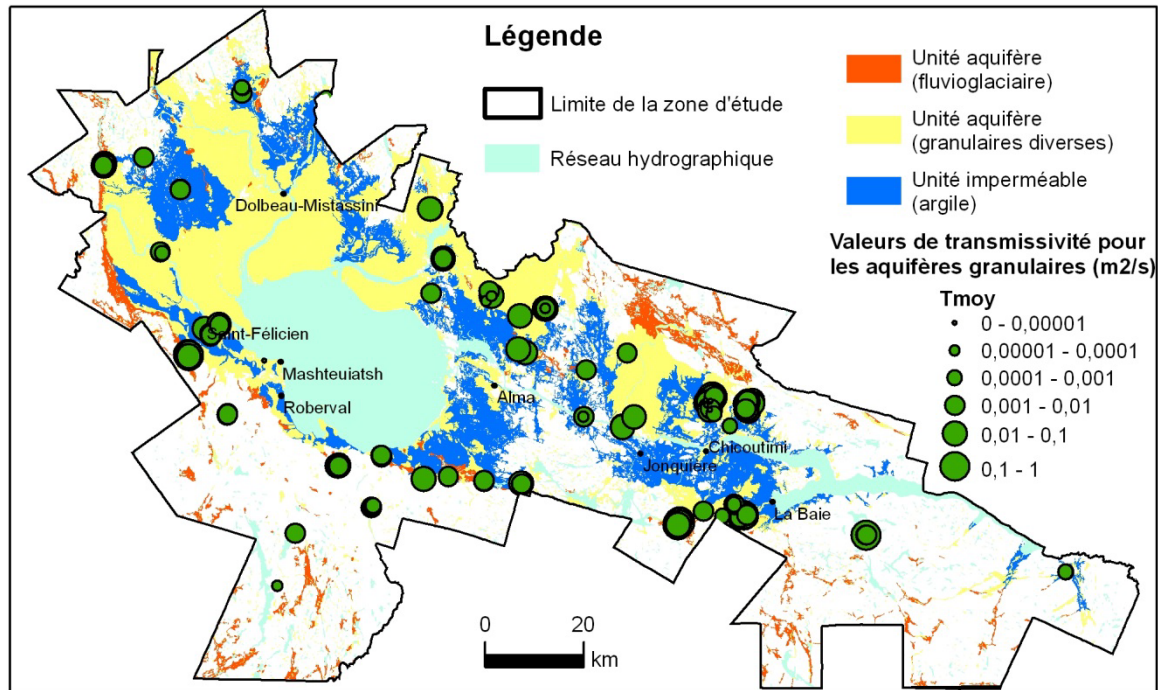 Légende
Limite de la zone d'étude
Réseau hydrographique
Unité aquifère
(fluvioglaciaire)
Unité aquifère
(granulaires diverses)
Unité imperméable
(argile)
Valeurs de transmissivité pour
les aquifères granulaires (m2/s)
Tmoy
0 - 0,00001
0,00001 - 0,0001
0,0001 - 0,001
0,001 - 0,01
0,01 - 0,1
0,1 - 1
Dolbeau-Mistassini
Saint-Félicien
Mashteuiatsh
Roberval
Alma
Jonquière
Chicoutimi
La Baie
0 20
km